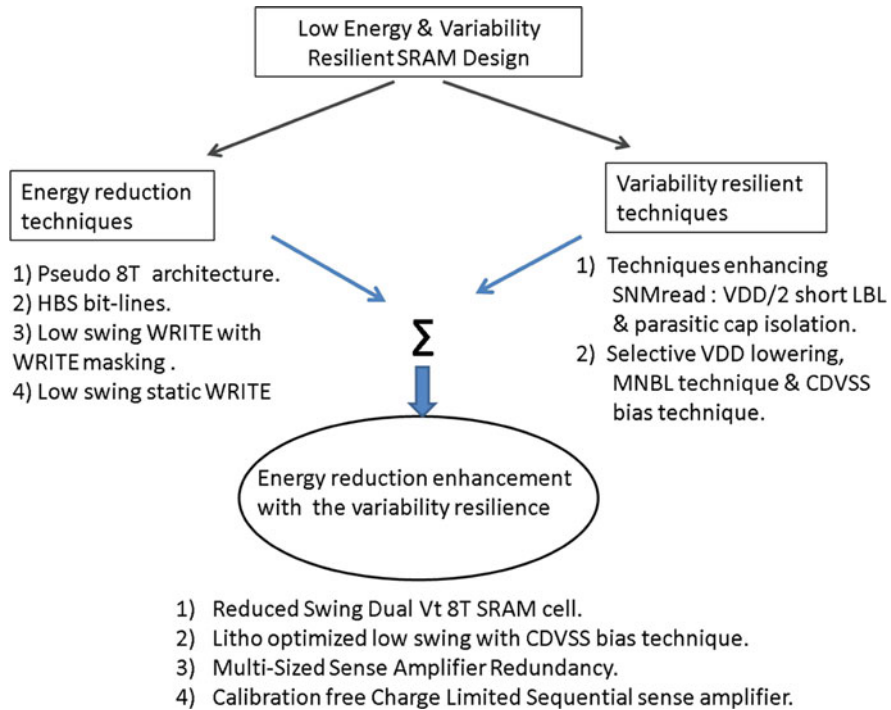 Low Energy & Variability
Resilient SRAM Design
Energy reduction
techniques
1) Pseudo 8T architecture.
2) HBS bit-lines.
3) Low swing WRITE with
WRITE masking .
4) Low swing static WRITE
Variability resilient
techniques
1) Techniques enhancing
SNMread : VDD/2 short LBL
& parasitic cap isolation.
2) Selective VDD lowering,
MNBL technique & CDVSS
bias technique.
Σ
Energy reduction enhancement
with the variability resilience
1) Reduced Swing Dual Vt 8T SRAM cell.
2) Litho optimized low swing with CDVSS bias technique.
3) Multi-Sized Sense Amplifier Redundancy.
4) Calibration free Charge Limited Sequential sense amplifier.